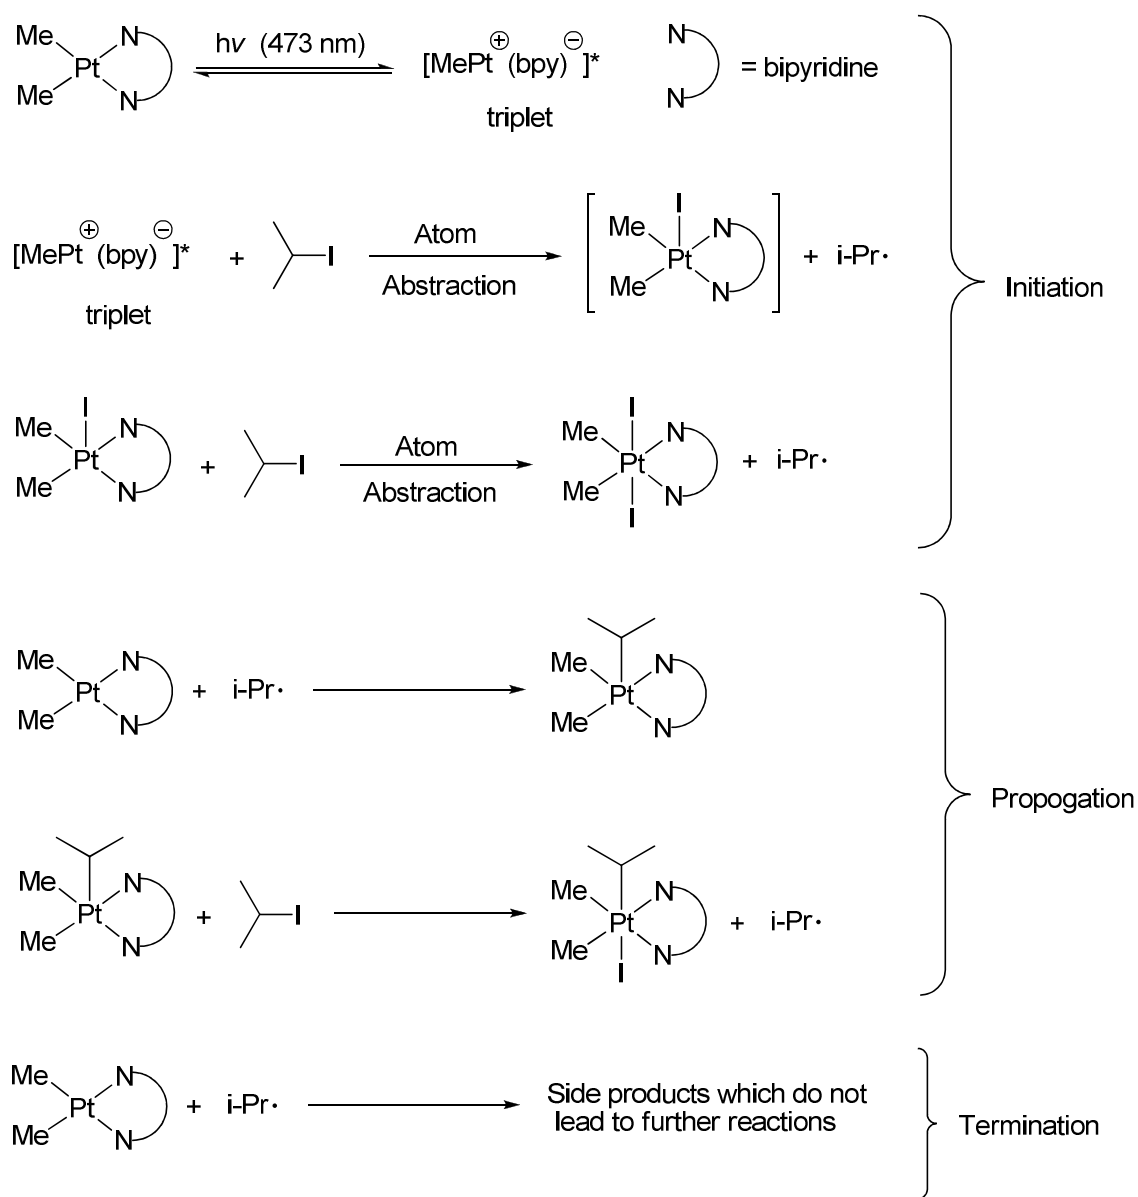 Me
Me
Pt
N
N
hν (473 nm)
[MePt⊕(bpy)⊖]*
triplet
N
N
= bipyridine
[MePt⊕(bpy)⊖]*
triplet
+
I
Atom
Abstraction
I
Me
Me
Pt
N
N
+ i-Pr·
Initiation
I
Me
Me
Pt
N
N
+
I
Atom
Abstraction
I
Me
Me
Pt
N
N
I
+ i-Pr·
Me
Me
Pt
N
N
+ i-Pr·
Me
Me
Pt
N
N
Propogation
Me
Me
Pt
N
N
+
I
Me
Me
Pt
N
N
I
+ i-Pr·
Me
Me
Pt
N
N
+ i-Pr·
Side products which do not
lead to further reactions
Termination